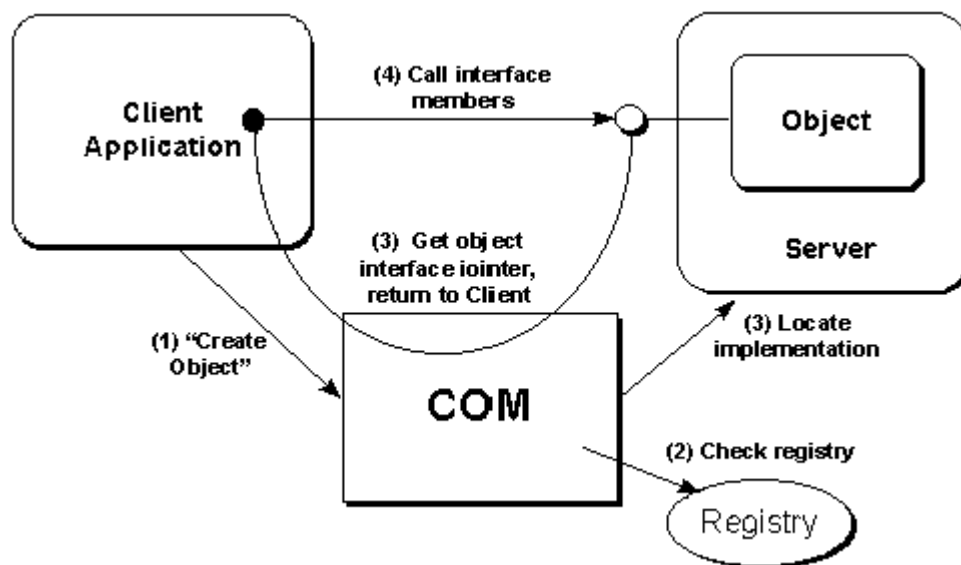 (4) Call interface
members
Client
Application
Object
Server
(3) Get object
interface iointer,
return to Client
(1) “Create
Object”
(3) Locate
implementation
COM
(2) Check registry
Registry